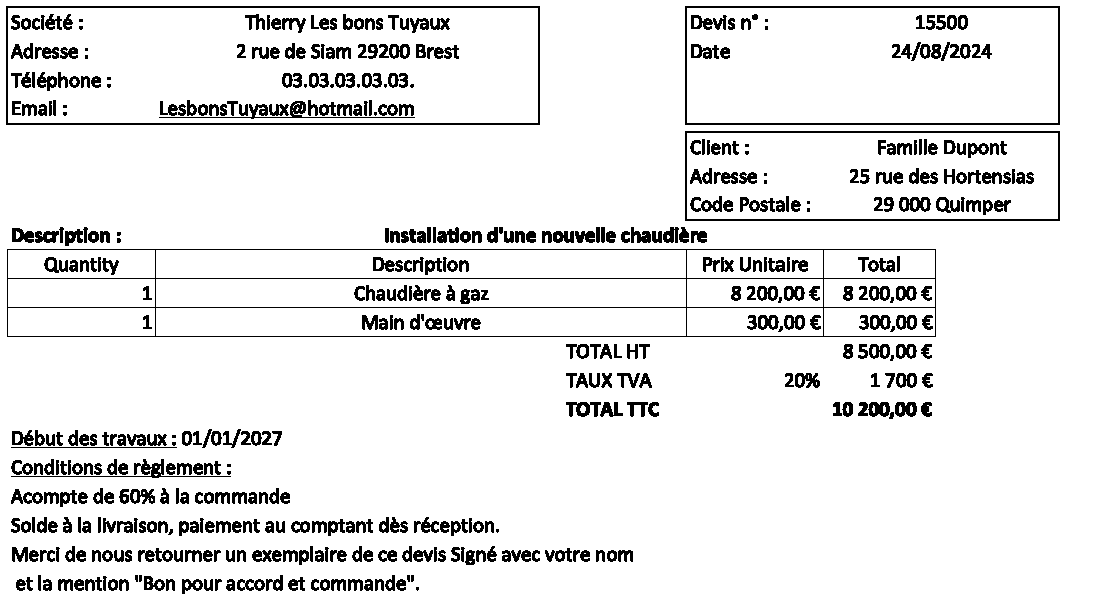 Société : Thierry Les bons Tuyaux
Adresse : 2 rue de Siam 29200 Brest
Téléphone : 03.03.03.03.03.
Email : LesbonsTuyaux@hotmail.com
Devis n° : 15500
Date 24/08/2024
Client : Famille Dupont
Adresse : 25 rue des Hortensias
Code Postale : 29 000 Quimper
Description : Installation d'une nouvelle chaudière
Quantity Description Prix Unitaire Total
1 Chaudière à gaz 8 200,00 € 8 200,00 €
1 Main d'œuvre 300,00 € 300,00 €
TOTAL HT 8 500,00 €
TAUX TVA 20% 1 700 €
TOTAL TTC 10 200,00 €
Début des travaux : 01/01/2027
Conditions de règlement :
Acompte de 60% à la commande
Solde à la livraison, paiement au comptant dès réception.
Merci de nous retourner un exemplaire de ce devis Signé avec votre nom
et la mention "Bon pour accord et commande".